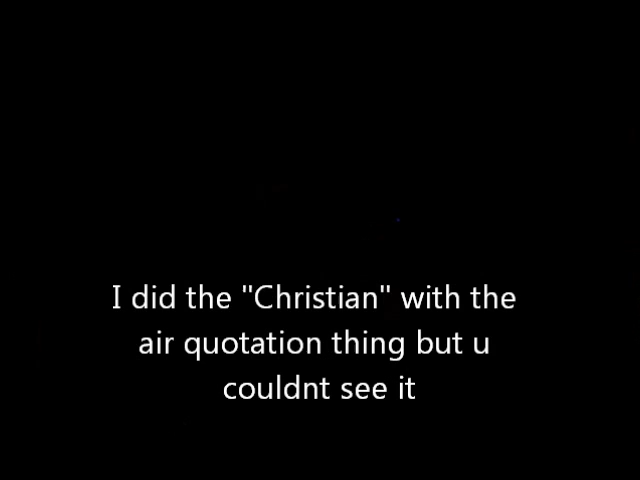 I did the "Christian" with the
air quotation thing but u
couldnt see it